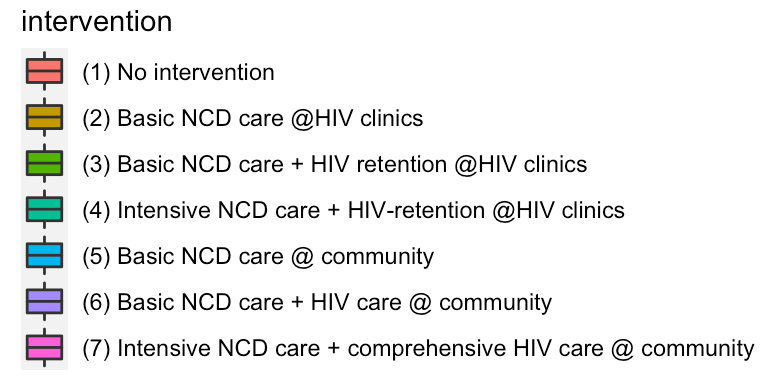 intervention
(1) No intervention
(2) Basic NCD care @HIV clinics
(3) Basic NCD care + HIV retention @HIV clinics
(4) Intensive NCD care + HIV-retention @HIV clinics
(5) Basic NCD care @ community
(6) Basic NCD care + HIV care @ community
(7) Intensive NCD care + comprehensive HIV care @ community